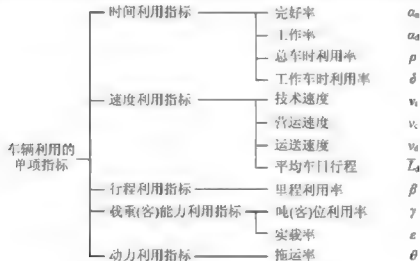 时间利用指标 完好率 αa
工作率 αd
总车时利用率 ρ
工作车时利用率 δ
速度利用指标 技术速度 vt
营运速度 vc
运送速度 vd
平均车日行程 L̅d
车辆利用的
单项指标
行程利用指标 里程利用率 β
载重(客)能力利用指标 吨(客)位利用率 γ
实载率 ε
动力利用指标 拖运率 θ